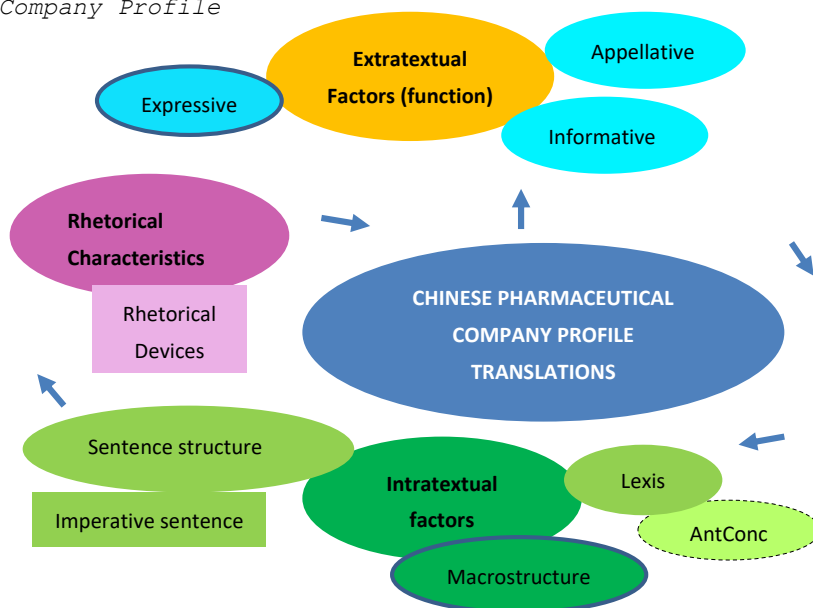 Company Profile
Extratextual
Factors (function)
Appellative
Expressive
Informative
Rhetorical
Characteristics
Rhetorical
Devices
CHINESE PHARMACEUTICAL
COMPANY PROFILE
TRANSLATIONS
Sentence structure
Imperative sentence
Intratextual
factors
Lexis
AntConc
Macrostructure